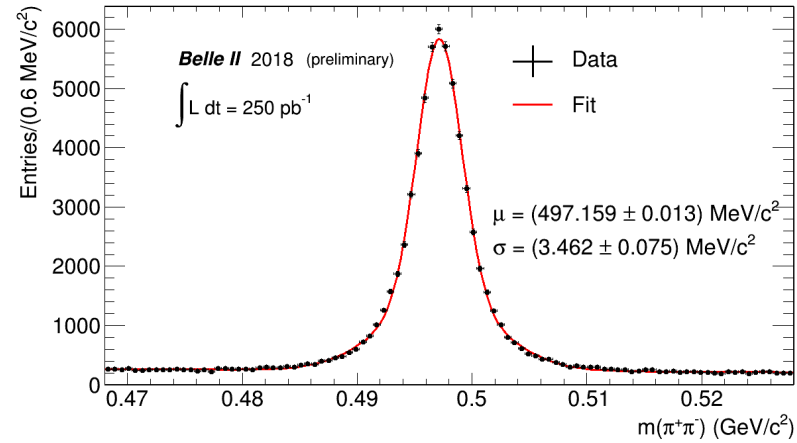 Entries/(0.6 MeV/c²)
6000
5000
4000
3000
2000
1000
0
Belle II 2018 (preliminary)
∫L dt = 250 pb⁻¹
Data
Fit
μ = (497.159 ± 0.013) MeV/c²
σ = (3.462 ± 0.075) MeV/c²
0.47 0.48 0.49 0.5 0.51 0.52
m(π⁺π⁻) (GeV/c²)